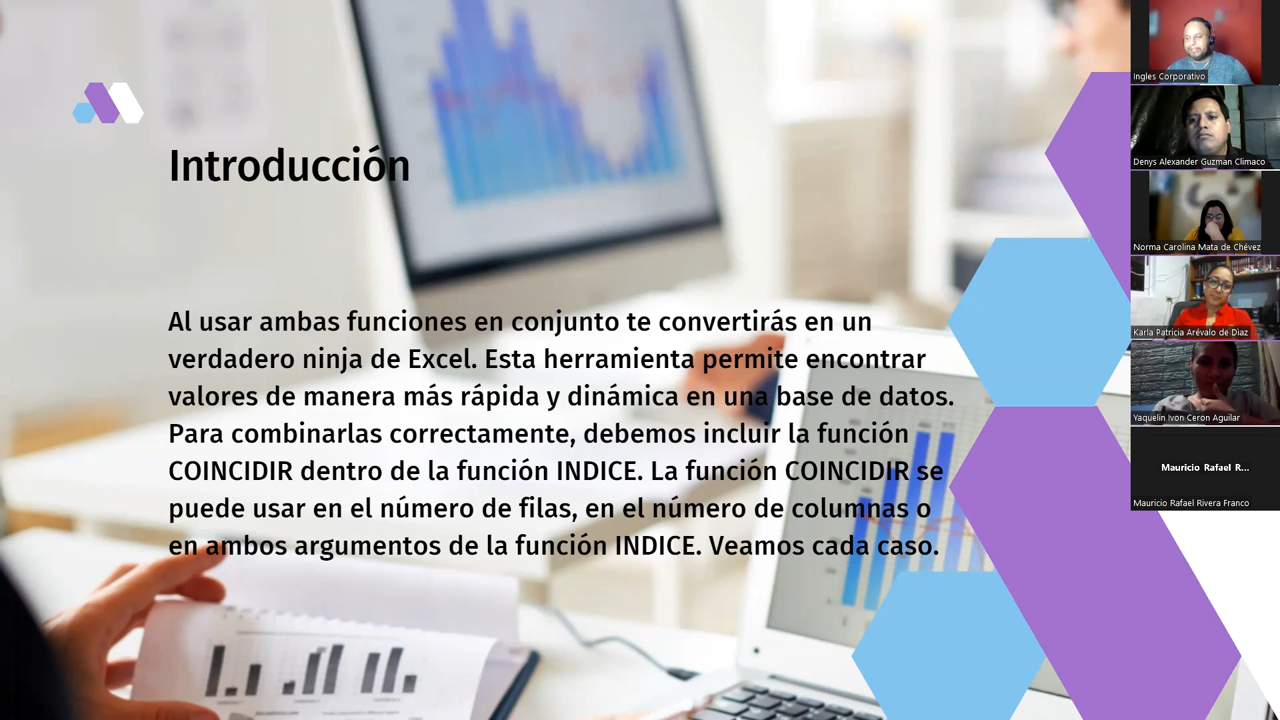 Introducción
Al usar ambas funciones en conjunto te convertirás en un
verdadero ninja de Excel. Esta herramienta permite encontrar
valores de manera más rápida y dinámica en una base de datos.
Para combinarlas correctamente, debemos incluir la función
COINCIDIR dentro de la función INDICE. La función COINCIDIR se
puede usar en el número de filas, en el número de columnas o
en ambos argumentos de la función INDICE. Veamos cada caso.
Ingles Corporativo
Denys Alexander Guzman Climaco
Norma Carolina Mata de Chévez
Karla Patricia Arévalo de Diaz
Yaquelin Ivon Ceron Aguilar
Mauricio Rafael R...
Mauricio Rafael Rivera Franco